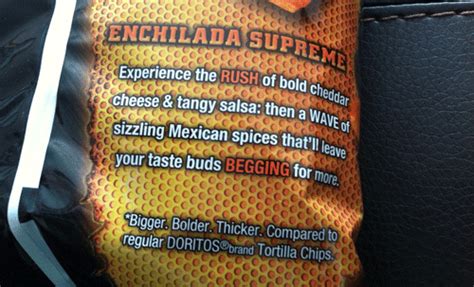 ENCHILADA SUPREME
Experience the RUSH of bold cheddar
cheese & tangy salsa: then a WAVE of
sizzling Mexican spices that'll leave
your taste buds BEGGING for more.
*Bigger. Bolder. Thicker. Compared to
regular DORITOS®brand Tortilla Chips.